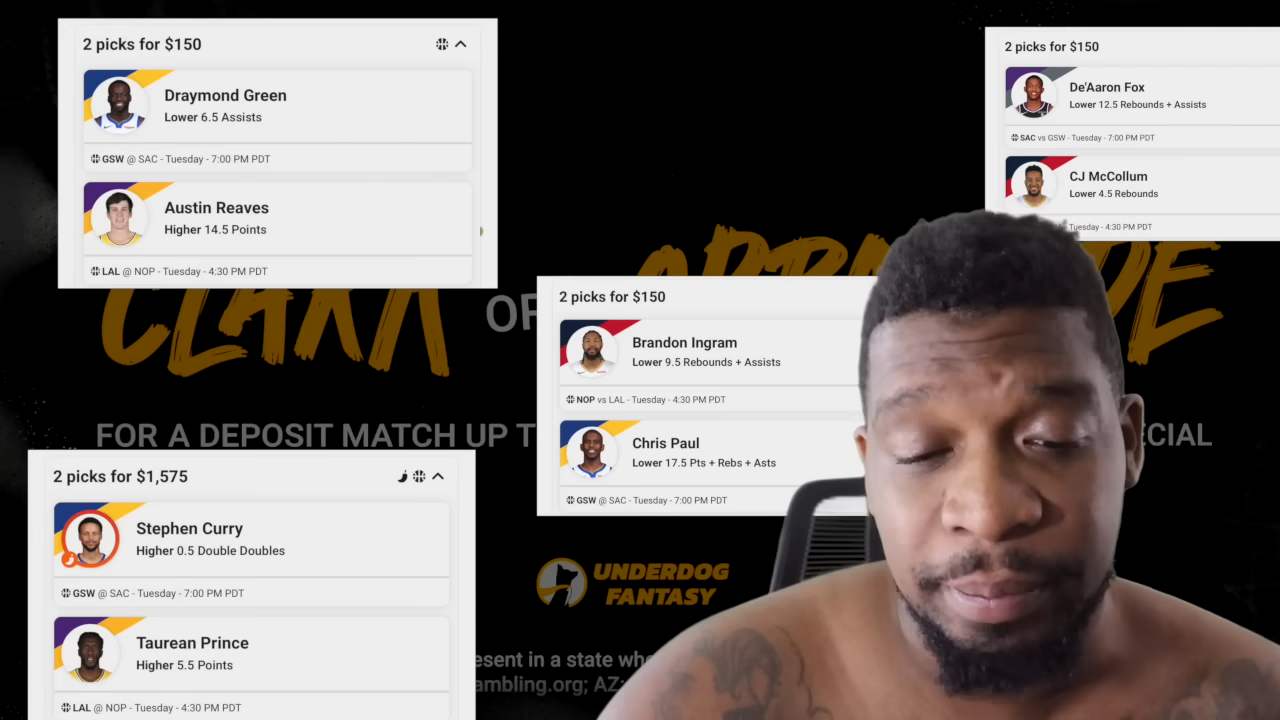 2 picks for $150
Draymond Green
Lower 6.5 Assists
GSW @ SAC - Tuesday - 7:00 PM PDT
Austin Reaves
Higher 14.5 Points
LAL @ NOP - Tuesday - 4:30 PM PDT
2 picks for $150
De'Aaron Fox
Lower 12.5 Rebounds + Assists
SAC vs GSW - Tuesday - 7:00 PM PDT
CJ McCollum
Lower 4.5 Rebounds
Tuesday - 4:30 PM PDT
CLARK
FOR A DEPOSIT MATCH UP
2 picks for $150
Brandon Ingram
Lower 9.5 Rebounds + Assists
NOP vs LAL - Tuesday - 4:30 PM PDT
Chris Paul
Lower 17.5 Pts + Rebs + Asts
GSW @ SAC - Tuesday - 7:00 PM PDT
2 picks for $1,575
Stephen Curry
Higher 0.5 Double Doubles
GSW @ SAC - Tuesday - 7:00 PM PDT
Taurean Prince
Higher 5.5 Points
LAL @ NOP - Tuesday - 4:30 PM PDT
UNDERDOG
FANTASY
esent in a state
ambling.org; AZ: